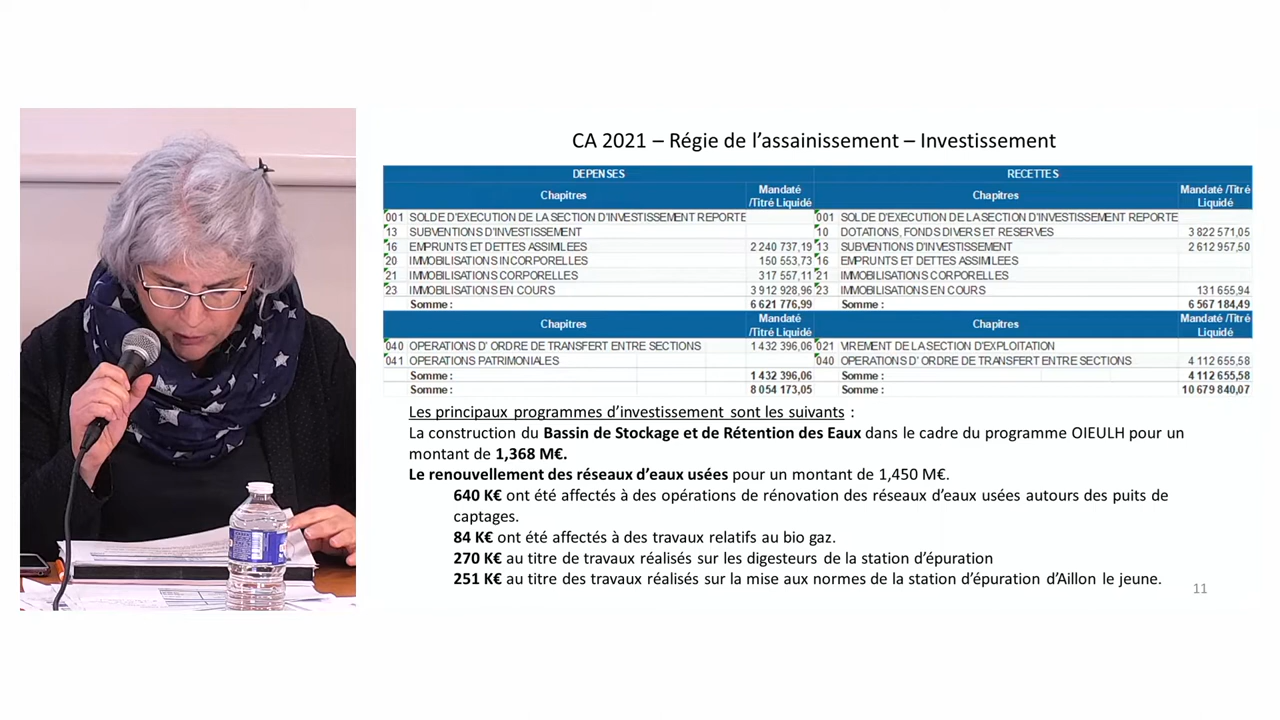 CA 2021 – Régie de l’assainissement – Investissement
DEPENSES RECETTES
Chapitres Mandaté /Titré Liquidé Chapitres Mandaté /Titré Liquidé
001 SOLDE D'EXECUTION DE LA SECTION D'INVESTISSEMENT REPORTE 001 SOLDE D'EXECUTION DE LA SECTION D'INVESTISSEMENT REPORTE
13 SUBVENTIONS D'INVESTISSEMENT 10 DOTATIONS, FONDS DIVERS ET RESERVES 3 822 571,05
16 EMPRUNTS ET DETTES ASSIMILEES 2 240 737,19 13 SUBVENTIONS D'INVESTISSEMENT 2 612 957,50
20 IMMOBILISATIONS INCORPORELLES 150 553,73 16 EMPRUNTS ET DETTES ASSIMILEES
21 IMMOBILISATIONS CORPORELLES 317 557,11 21 IMMOBILISATIONS CORPORELLES
23 IMMOBILISATIONS EN COURS 3 912 928,96 23 IMMOBILISATIONS EN COURS 131 655,94
Somme : 6 621 776,99 Somme : 6 567 184,49
Chapitres Mandaté /Titré Liquidé Chapitres Mandaté /Titré Liquidé
040 OPERATIONS D' ORDRE DE TRANSFERT ENTRE SECTIONS 1 432 396,06 021 VIREMENT DE LA SECTION D'EXPLOITATION
041 OPERATIONS PATRIMONIALES 040 OPERATIONS D' ORDRE DE TRANSFERT ENTRE SECTIONS 4 112 655,58
Somme : 1 432 396,06 Somme : 4 112 655,58
Somme : 8 054 173,05 Somme : 10 679 840,07
Les principaux programmes d’investissement sont les suivants :
La construction du Bassin de Stockage et de Rétention des Eaux dans le cadre du programme OIEULH pour un
montant de 1,368 M€.
Le renouvellement des réseaux d’eaux usées pour un montant de 1,450 M€.
640 K€ ont été affectés à des opérations de rénovation des réseaux d’eaux usées autours des puits de
captages.
84 K€ ont été affectés à des travaux relatifs au bio gaz.
270 K€ au titre de travaux réalisés sur les digesteurs de la station d’épuration
251 K€ au titre des travaux réalisés sur la mise aux normes de la station d’épuration d’Aillon le jeune.
11